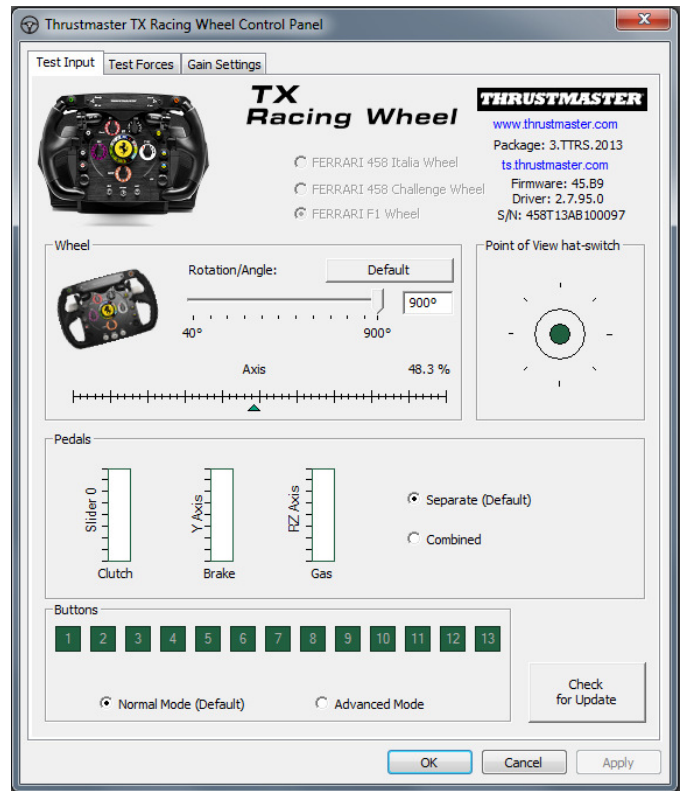 Thrustmaster TX Racing Wheel Control Panel
Test Input Test Forces Gain Settings
TX
Racing Wheel
FERRARI 458 Italia Wheel
FERRARI 458 Challenge Wheel
FERRARI F1 Wheel
THRUSTMASTER
www.thrustmaster.com
Package: 3.TTRS.2013
ts.thrustmaster.com
Firmware: 45.B9
Driver: 2.7.95.0
S/N: 458T13AB100097
Wheel
Rotation/Angle:
Default
900°
40° 900°
Axis 48.3 %
Point of View hat-switch
Pedals
Slider 0
Clutch
Y Axis
Brake
RZ Axis
Gas
Separate (Default)
Combined
Buttons
1 2 3 4 5 6 7 8 9 10 11 12 13
Normal Mode (Default) Advanced Mode
Check
for Update
OK Cancel Apply